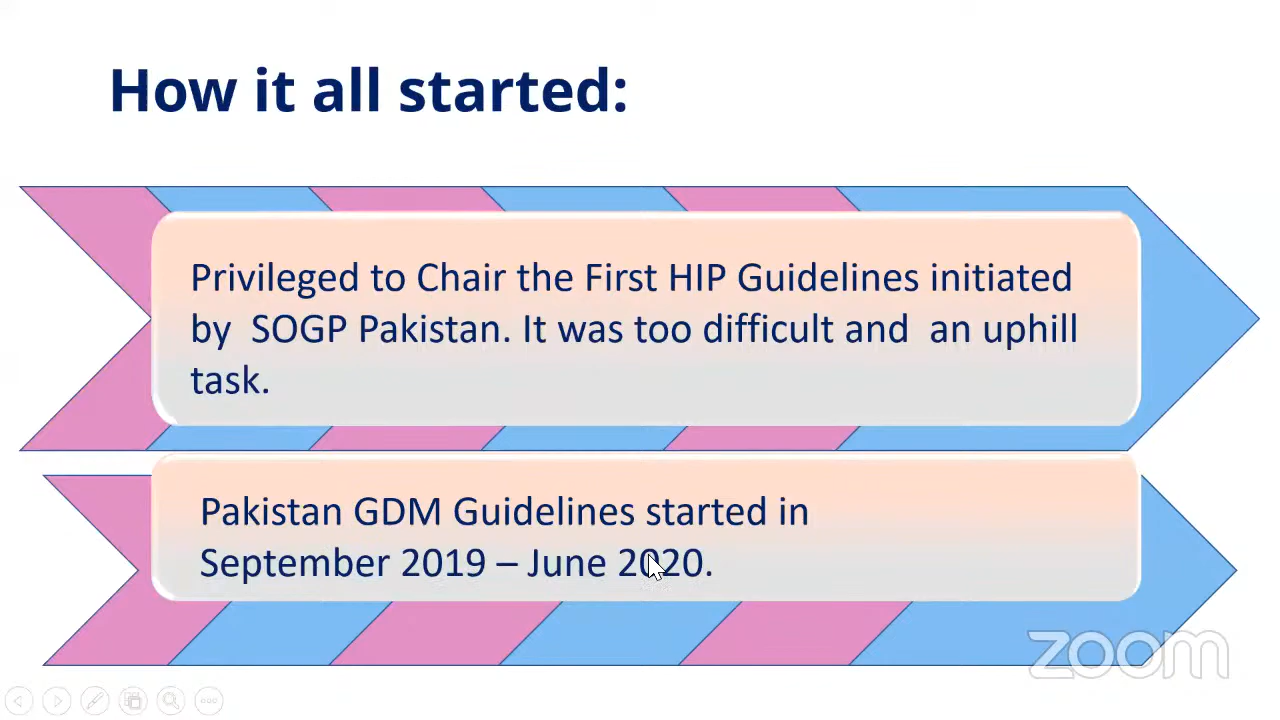 How it all started:
Privileged to Chair the First HIP Guidelines initiated
by  SOGP Pakistan. It was too difficult and  an uphill
task.
Pakistan GDM Guidelines started in
September 2019 – June 2020.
zoom